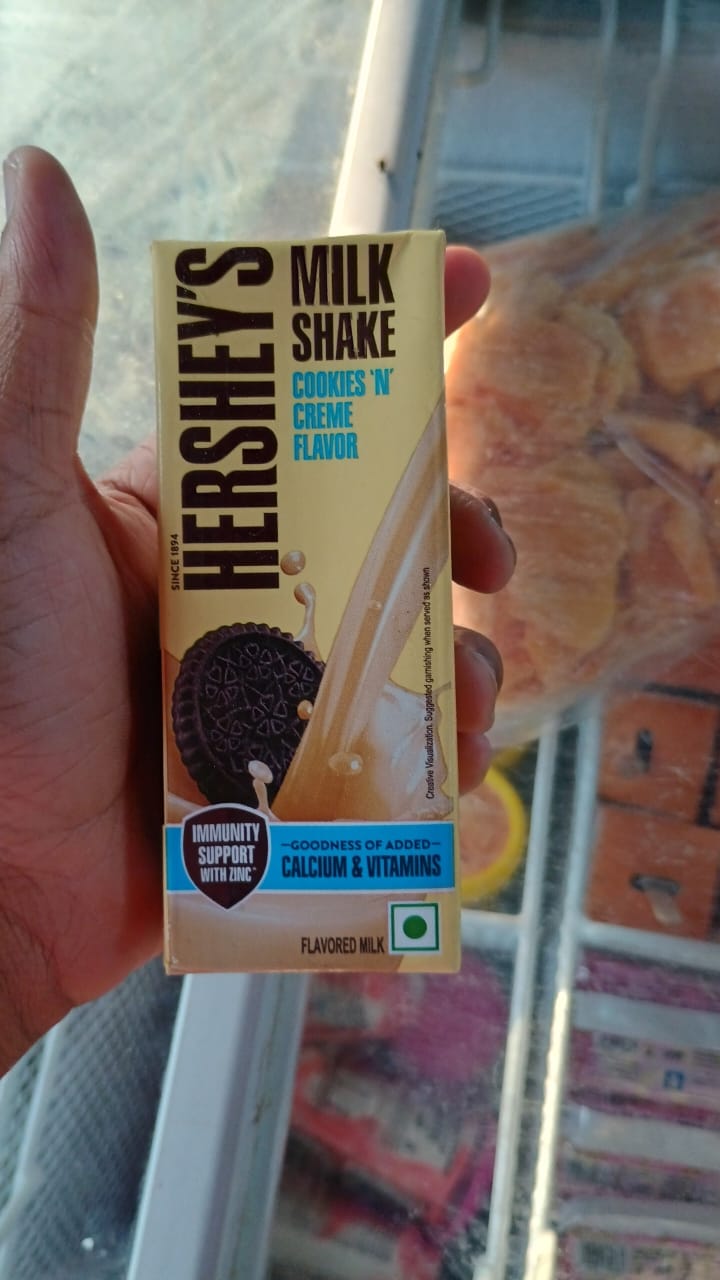 HERSHEY'S
SINCE 1894
MILK
SHAKE
COOKIES 'N'
CREME
FLAVOR
Creative Visualization. Suggested garnishing when served as shown
IMMUNITY
SUPPORT
WITH ZINC*
GOODNESS OF ADDED
CALCIUM & VITAMINS
FLAVORED MILK